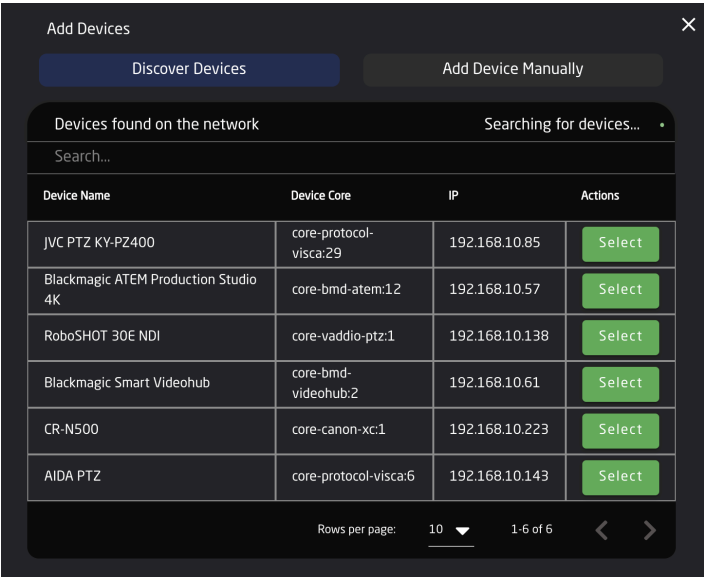 Add Devices
Discover Devices
Add Device Manually
Devices found on the network
Searching for devices...
Search...
Device Name
Device Core
IP
Actions
JVC PTZ KY-PZ400
core-protocol-
visca:29
192.168.10.85
Select
Blackmagic ATEM Production Studio
4K
core-bmd-atem:12
192.168.10.57
Select
RoboSHOT 30E NDI
core-vaddio-ptz:1
192.168.10.138
Select
Blackmagic Smart Videohub
core-bmd-
videohub:2
192.168.10.61
Select
CR-N500
core-canon-xc:1
192.168.10.223
Select
AIDA PTZ
core-protocol-visca:6
192.168.10.143
Select
Rows per page:
10
1-6 of 6